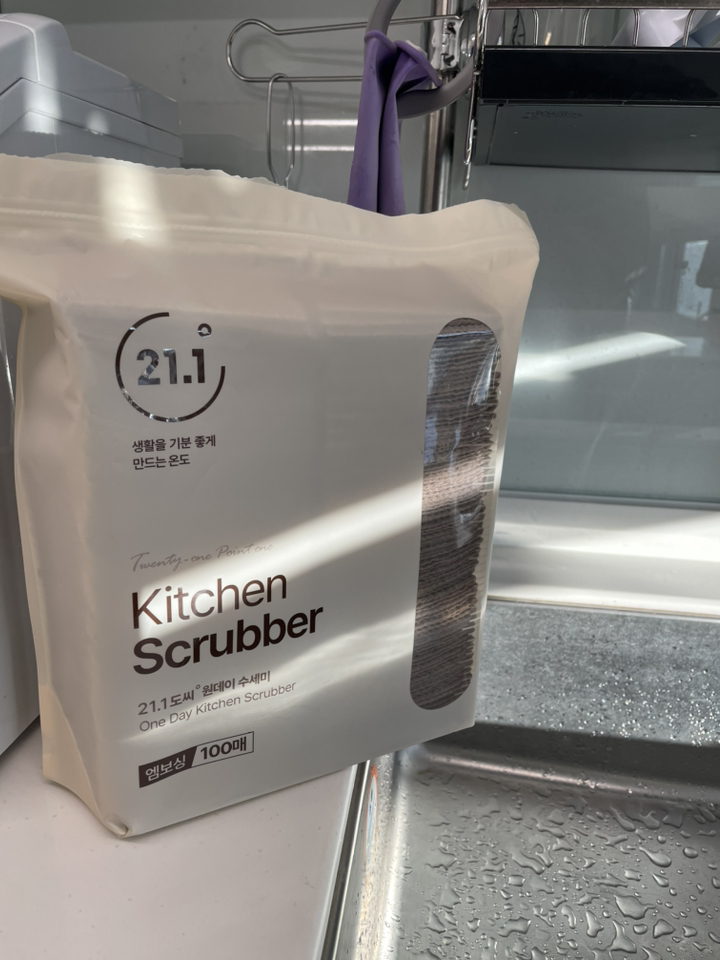 21.1°
생활을 기분 좋게
만드는 온도
Twenty-one Point one
Kitchen
Scrubber
21.1도씨° 원데이 수세미
One Day Kitchen Scrubber
엠보싱 100매